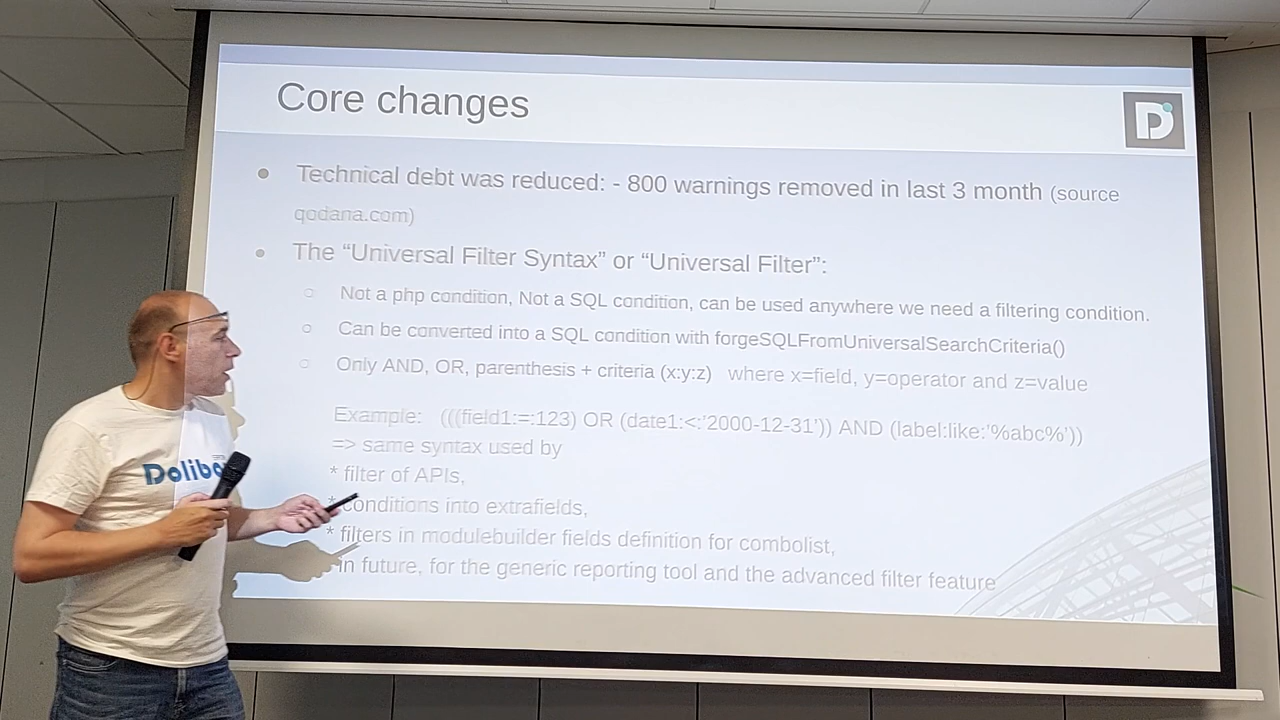 Core changes
D
Technical debt was reduced: - 800 warnings removed in last 3 month (source
qodana.com)
The “Universal Filter Syntax” or “Universal Filter”:
Not a php condition, Not a SQL condition, can be used anywhere we need a filtering condition.
Can be converted into a SQL condition with forgeSQLFromUniversalSearchCriteria()
Only AND, OR, parenthesis + criteria (x:y:z) where x=field, y=operator and z=value
Example: (((field1:=:123) OR (date1:<:’2000-12-31’)) AND (label:like:’%abc%’))
=> same syntax used by
* filter of APIs,
* conditions into extrafields,
* filters in modulebuilder fields definition for combolist,
in future, for the generic reporting tool and the advanced filter feature
Dolib